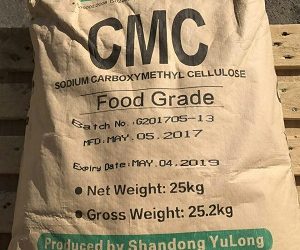 CMC
SODIUM CARBOXYMETHYL CELLULOSE
Food Grade
Batch No.:G201705-13
MFD:MAY.05.2017
Expiry Date:MAY.04.2019
● Net Weight: 25kg
● Gross Weight: 25.2kg
Produced by Shandong YuLong